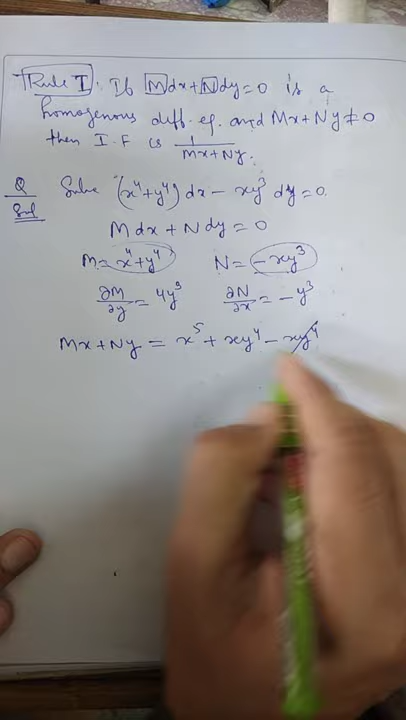 Rule I: If Mdx+Ndy=0 is a
homogenous diff. eq. and Mx+Ny≠0
then I.F is 1/(Mx+Ny).
Q Solve (x⁴+y⁴) dx - xy³ dy=0.
Sol Mdx+Ndy=0
M=x⁴+y⁴ N=-xy³
∂M/∂y=4y³ ∂N/∂x=-y³
Mx+Ny = x⁵+xy⁴-xy⁴